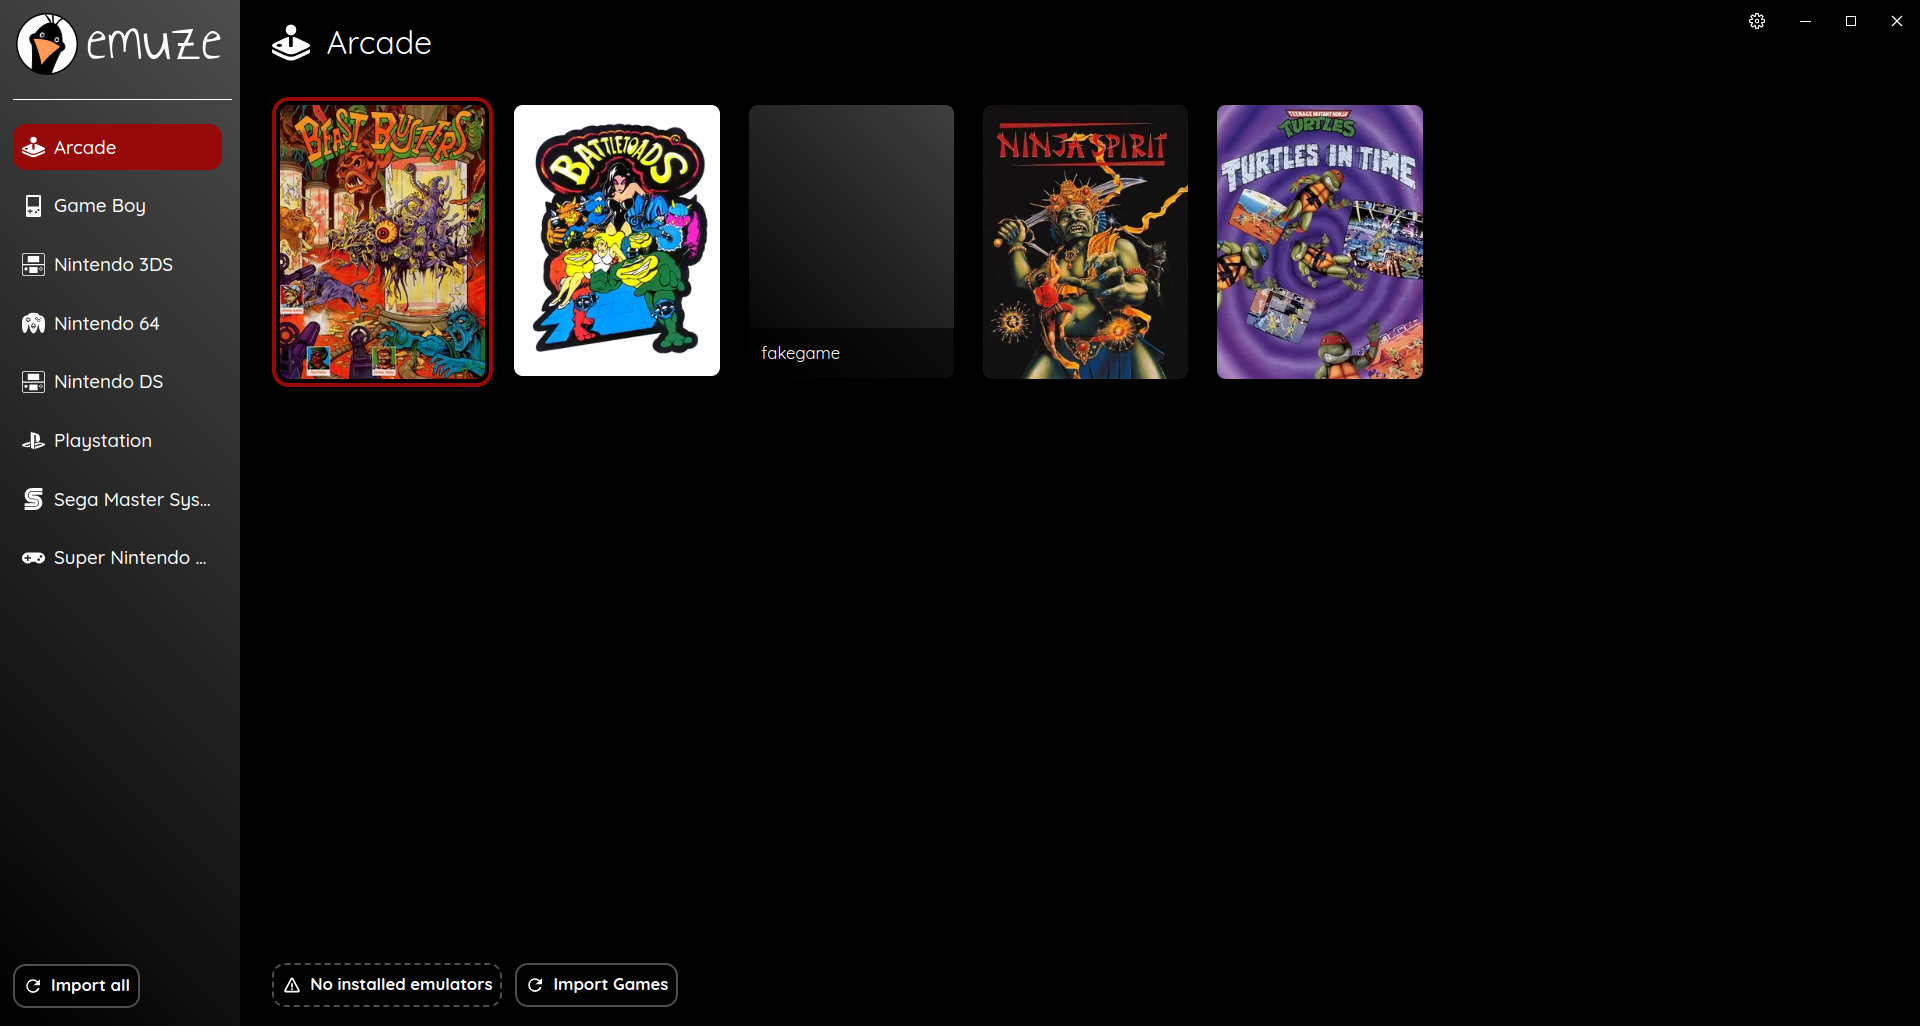 emuze
Arcade
Game Boy
Nintendo 3DS
Nintendo 64
Nintendo DS
Playstation
Sega Master Sys...
Super Nintendo ...
Import all
Arcade
BEAST BUSTERS
BATTLETOADS
fakegame
NINJA SPIRIT
TEENAGE MUTANT NINJA
TURTLES
TURTLES IN TIME
No installed emulators
Import Games